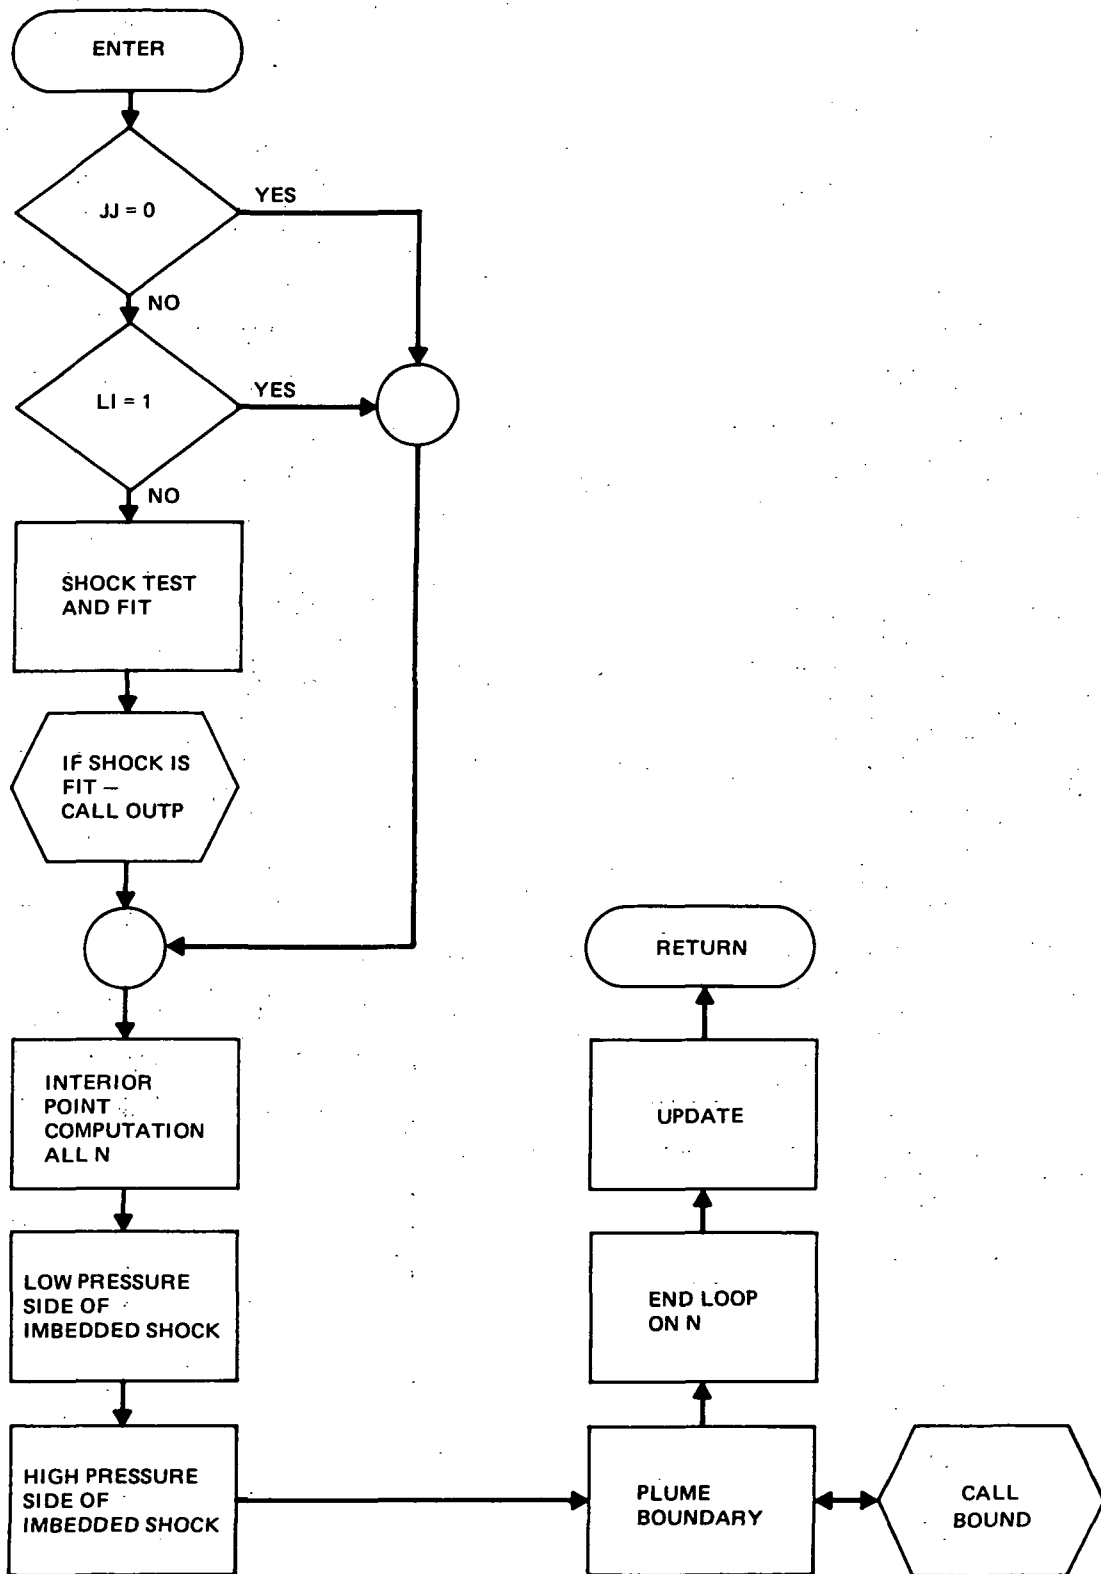 ENTER
JJ = 0
YES
NO
LI = 1
YES
NO
SHOCK TEST
AND FIT
IF SHOCK IS
FIT –
CALL OUTP
INTERIOR
POINT
COMPUTATION
ALL N
LOW PRESSURE
SIDE OF
IMBEDDED SHOCK
HIGH PRESSURE
SIDE OF
IMBEDDED SHOCK
RETURN
UPDATE
END LOOP
ON N
PLUME
BOUNDARY
CALL
BOUND